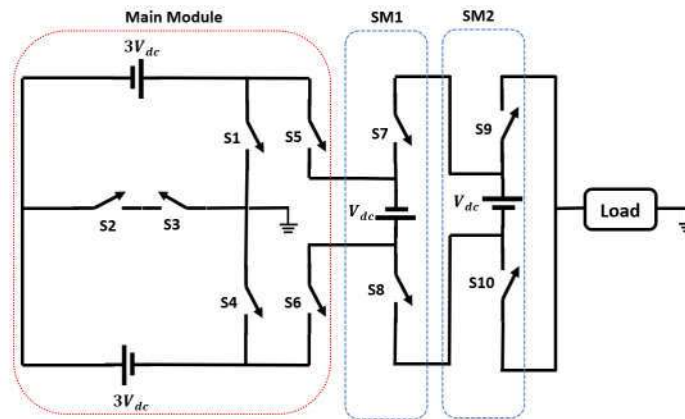 Main Module
SM1
SM2
3V_dc
S1
S5
S7
S9
S2
S3
V_dc
V_dc
Load
S4
S6
S8
S10
3V_dc